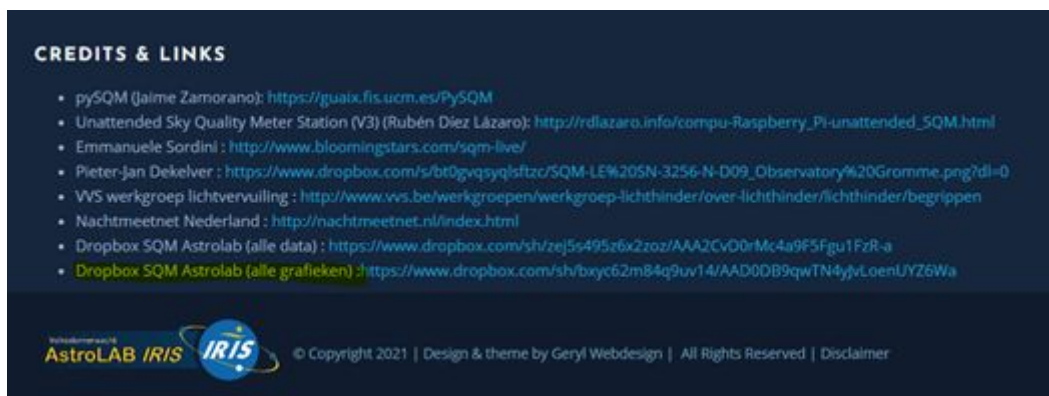 CREDITS & LINKS
pySQM (Jaime Zamorano): https://guaix.fis.ucm.es/PySQM
Unattended Sky Quality Meter Station (V3) (Rubén Díez Lázaro): http://rdlazaro.info/compu-Raspberry_Pi-unattended_SQM.html
Emmanuele Sordini : http://www.bloomingstars.com/sqm-live/
Pieter-Jan Dekelver : https://www.dropbox.com/s/bt0gvqsyqlsftzc/SQM-LE%20SN-3256-N-D09_Observatory%20Gromme.png?dl=0
VVS werkgroep lichtvervuiling : http://www.vvs.be/werkgroepen/werkgroep-lichthinder/over-lichthinder/lichthinder/begrippen
Nachtmeetnet Nederland : http://nachtmeetnet.nl/index.html
Dropbox SQM Astrolab (alle data) : https://www.dropbox.com/sh/zej5s495z6x2zoz/AAA2CvD0rMc4a9F5Fgu1FzR-a
Dropbox SQM Astrolab (alle grafieken) :https://www.dropbox.com/sh/bxyc62m84q9uv14/AAD0DB9qwTN4yJvLoenUYZ6Wa
Volkssterrenwacht
AstroLAB IRIS
IRIS
© Copyright 2021 | Design & theme by Geryl Webdesign | All Rights Reserved | Disclaimer